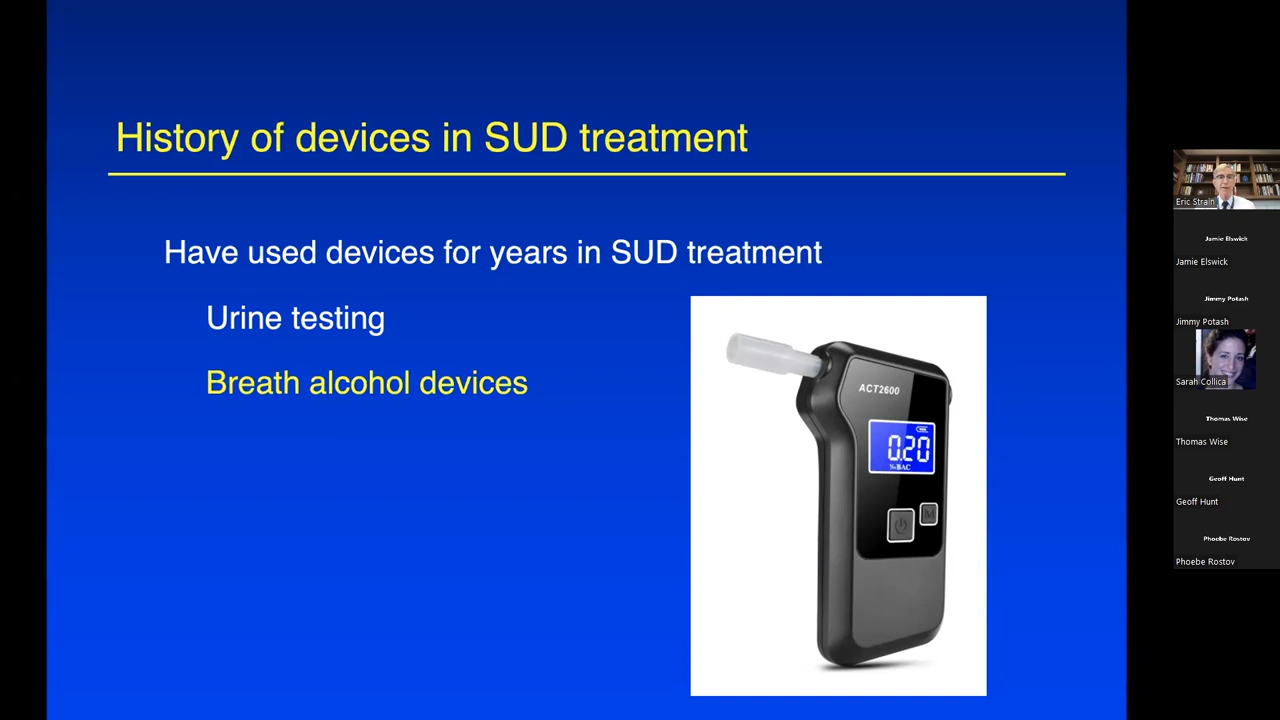 History of devices in SUD treatment
Have used devices for years in SUD treatment
Urine testing
Breath alcohol devices
ACT2600
0.20
‰BAC
M
Eric Strain
Jamie Elswick
Jamie Elswick
Jimmy Potash
Jimmy Potash
Sarah Collica
Thomas Wise
Thomas Wise
Geoff Hunt
Geoff Hunt
Phoebe Rostov
Phoebe Rostov